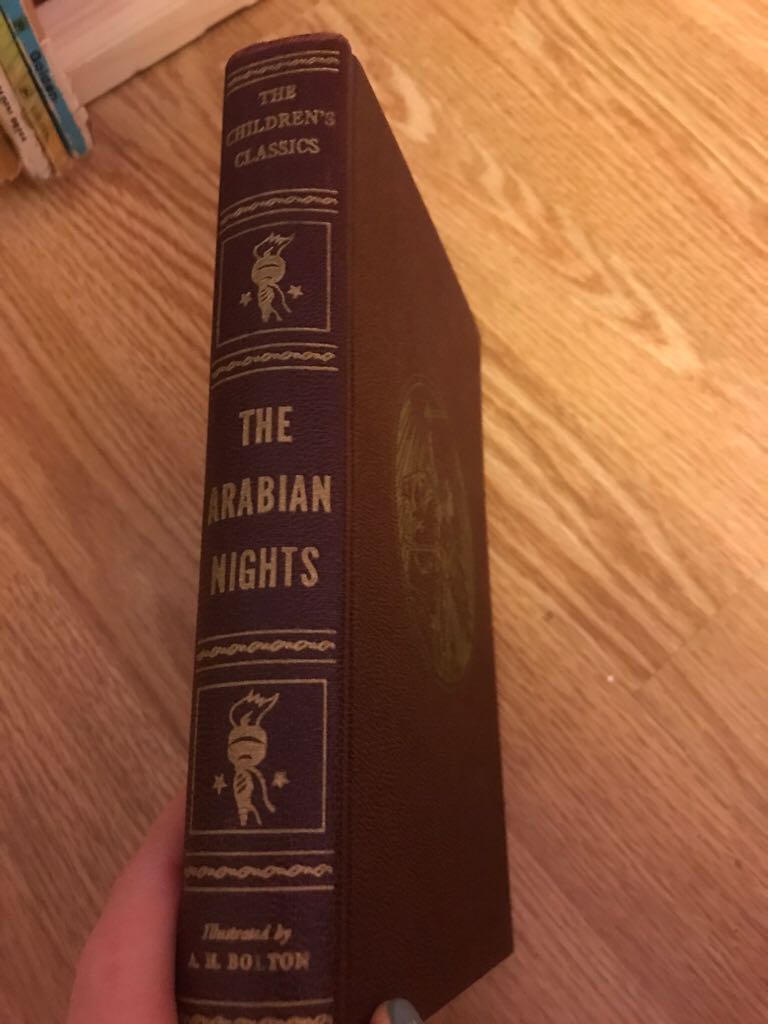 THE
CHILDREN'S
CLASSICS
THE
ARABIAN
NIGHTS
Illustrated by
A. H. BOLTON